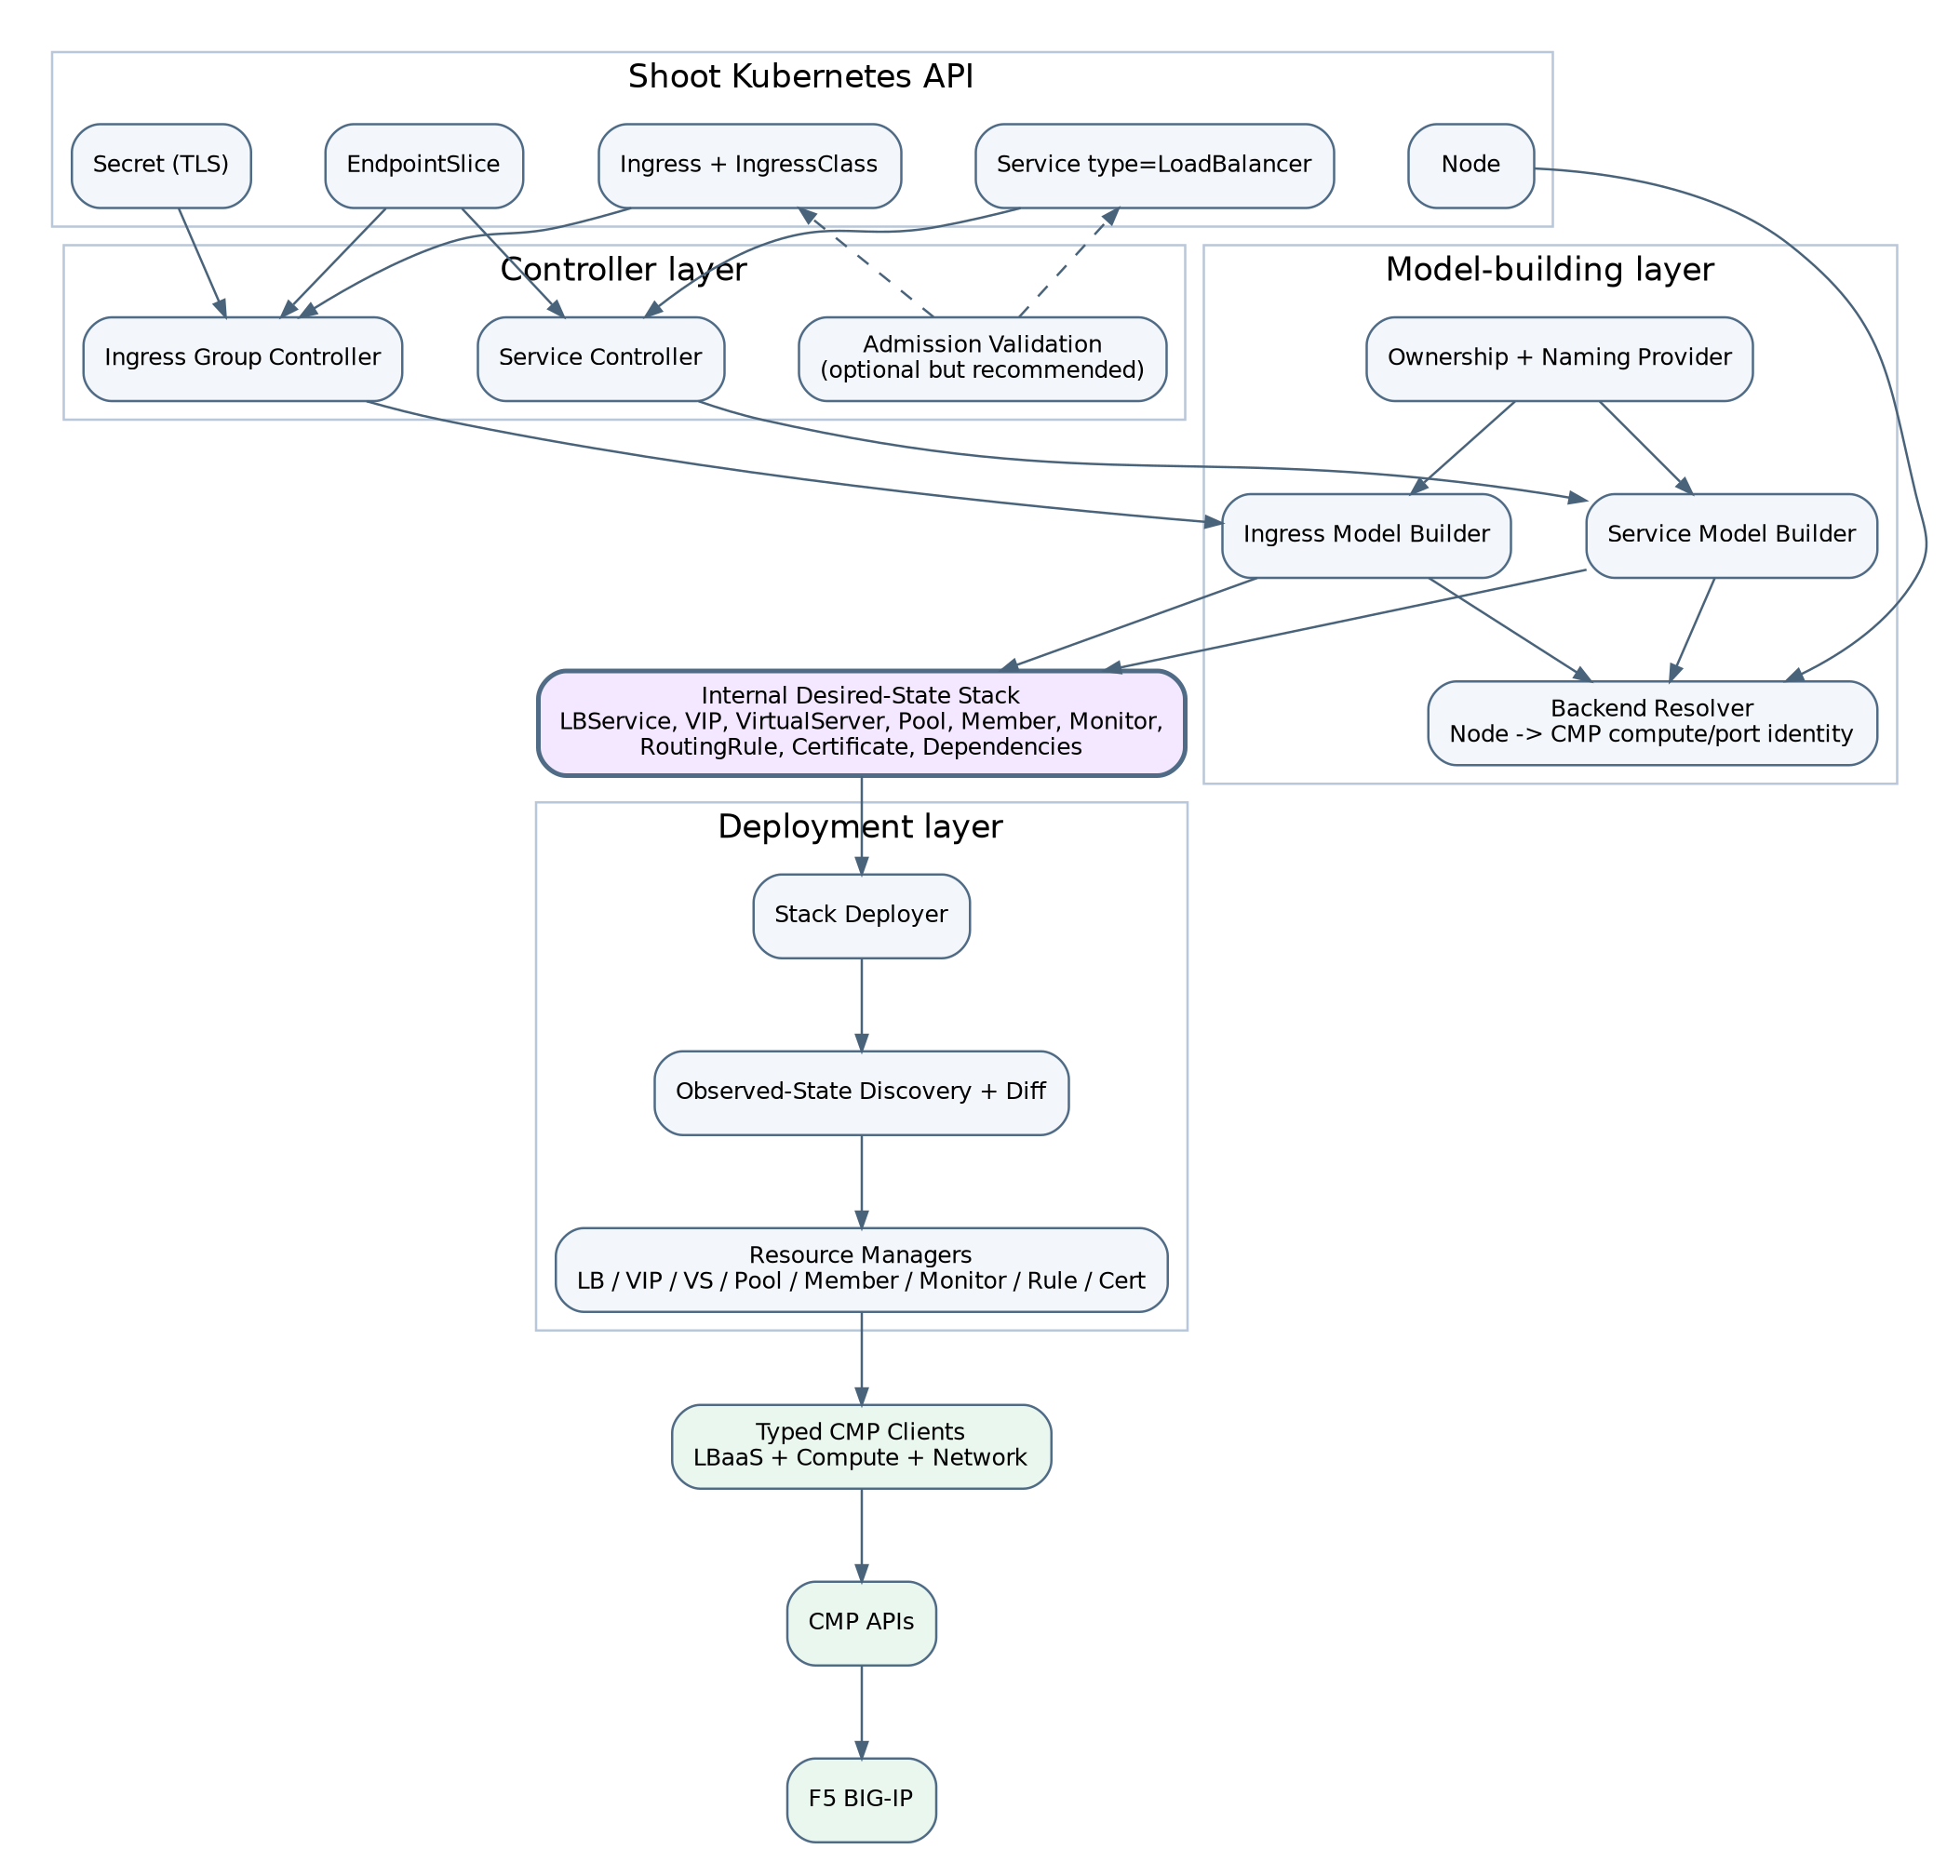 Shoot Kubernetes API
Secret (TLS)
EndpointSlice
Ingress + IngressClass
Service type=LoadBalancer
Node
Controller layer
Model-building layer
Ingress Group Controller
Service Controller
Admission Validation
(optional but recommended)
Ownership + Naming Provider
Ingress Model Builder
Service Model Builder
Internal Desired-State Stack
LBService, VIP, VirtualServer, Pool, Member, Monitor,
RoutingRule, Certificate, Dependencies
Backend Resolver
Node -> CMP compute/port identity
Deployment layer
Stack Deployer
Observed-State Discovery + Diff
Resource Managers
LB / VIP / VS / Pool / Member / Monitor / Rule / Cert
Typed CMP Clients
LBaaS + Compute + Network
CMP APIs
F5 BIG-IP